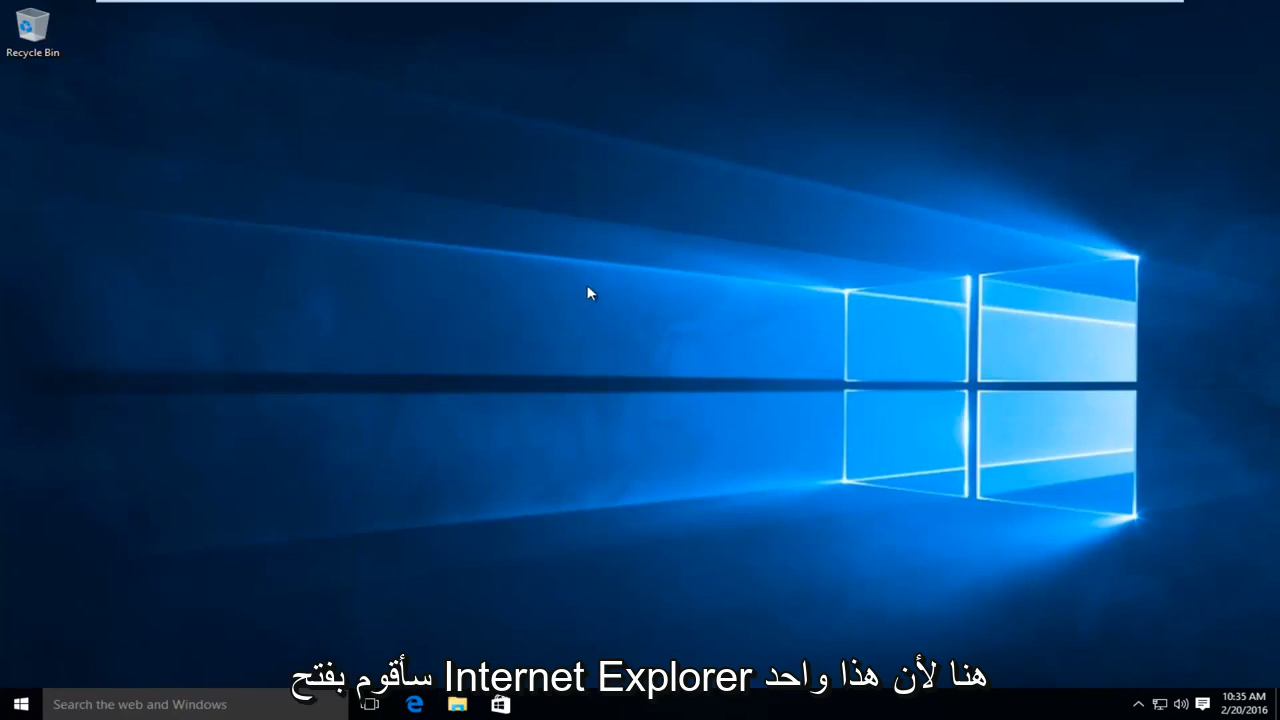 Recycle Bin
سأقوم بفتح Internet Explorer هنا لأن هذا واحد
Search the web and Windows
10:35 AM
2/20/2016